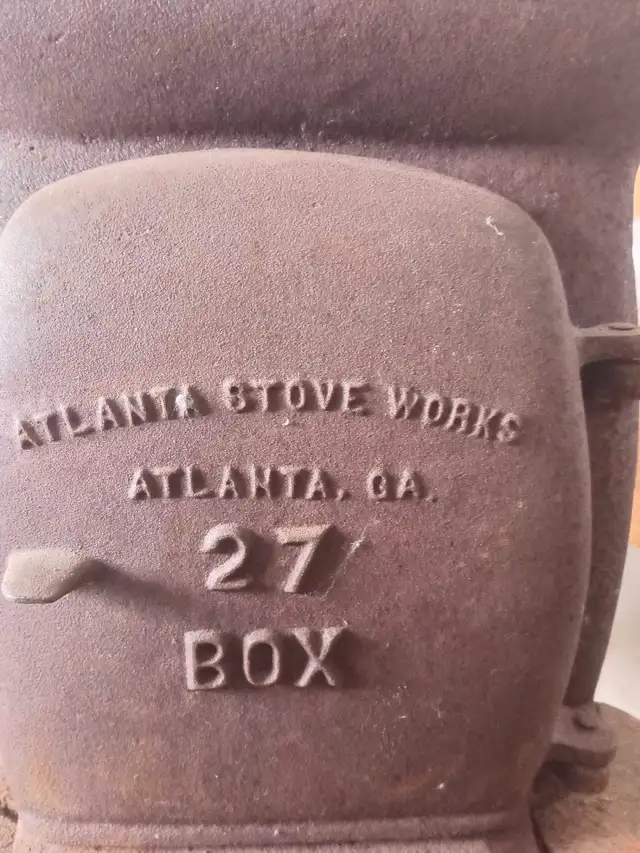 ATLANTA STOVE WORKS
ATLANTA, GA.
27
BOX